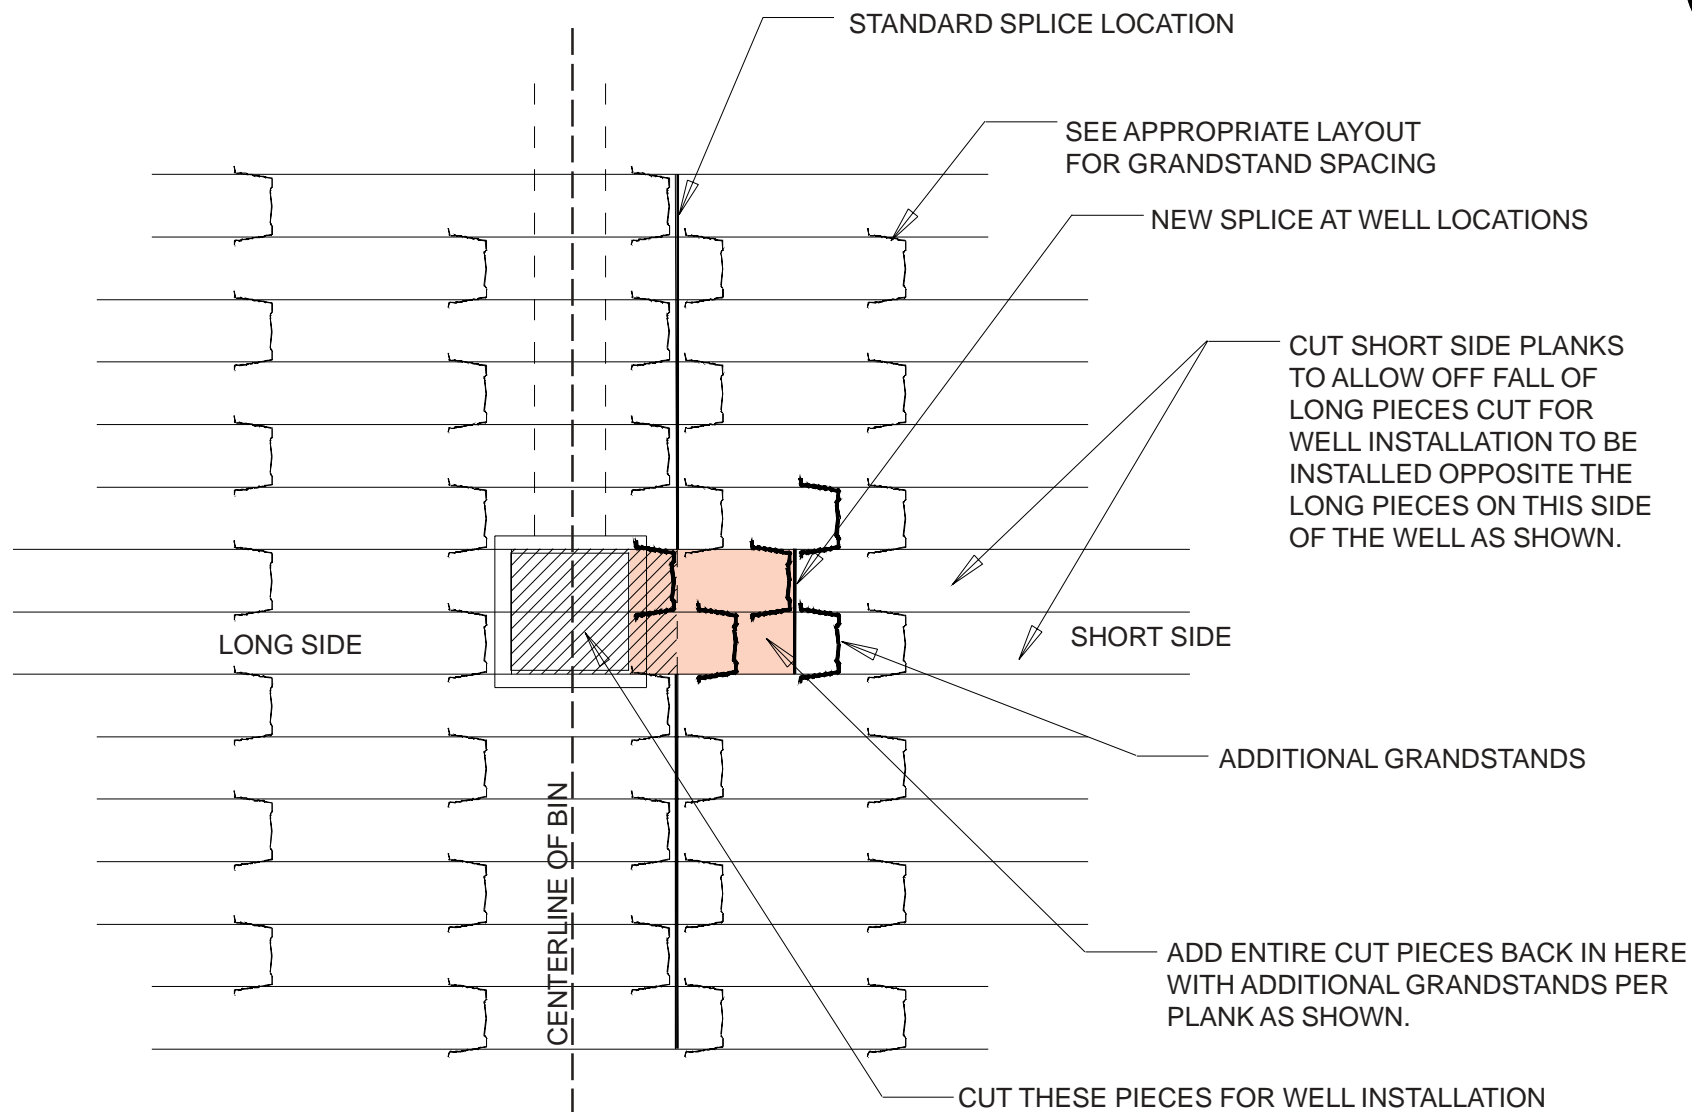 STANDARD SPLICE LOCATION
SEE APPROPRIATE LAYOUT
FOR GRANDSTAND SPACING
NEW SPLICE AT WELL LOCATIONS
CUT SHORT SIDE PLANKS
TO ALLOW OFF FALL OF
LONG PIECES CUT FOR
WELL INSTALLATION TO BE
INSTALLED OPPOSITE THE
LONG PIECES ON THIS SIDE
OF THE WELL AS SHOWN.
LONG SIDE
SHORT SIDE
ADDITIONAL GRANDSTANDS
CENTERLINE OF BIN
ADD ENTIRE CUT PIECES BACK IN HERE
WITH ADDITIONAL GRANDSTANDS PER
PLANK AS SHOWN.
CUT THESE PIECES FOR WELL INSTALLATION